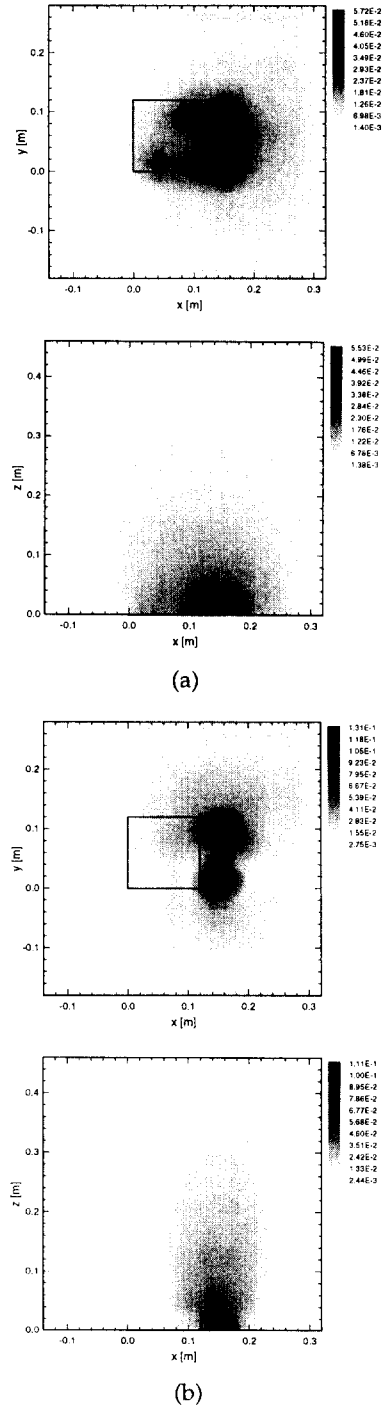 5.72E-2
5.16E-2
4.60E-2
4.05E-2
3.49E-2
2.93E-2
2.37E-2
1.81E-2
1.26E-2
6.98E-3
1.40E-3
0.2
0.1
0.0
-0.1
y [m]
-0.1 0.0 0.1 0.2 0.3
x [m]
5.53E-2
4.99E-2
4.46E-2
3.92E-2
3.38E-2
2.84E-2
2.30E-2
1.76E-2
1.22E-2
6.76E-3
1.38E-3
0.4
0.3
0.2
0.1
0.0
z [m]
-0.1 0.0 0.1 0.2 0.3
x [m]
(a)
1.31E-1
1.18E-1
1.05E-1
9.23E-2
7.95E-2
6.67E-2
5.39E-2
4.11E-2
2.83E-2
1.55E-2
2.75E-3
0.2
0.1
0.0
-0.1
y [m]
-0.1 0.0 0.1 0.2 0.3
x [m]
1.11E-1
1.00E-1
8.95E-2
7.86E-2
6.77E-2
5.68E-2
4.60E-2
3.51E-2
2.42E-2
1.33E-2
2.44E-3
0.4
0.3
0.2
0.1
0.0
z [m]
-0.1 0.0 0.1 0.2 0.3
x [m]
(b)